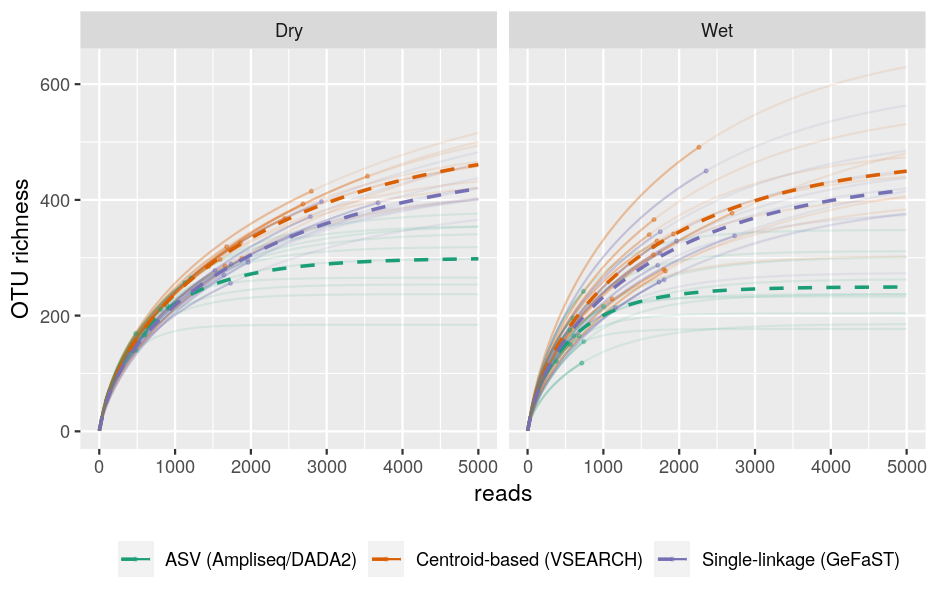 Dry
Wet
OTU richness
600
400
200
0
0 1000 2000 3000 4000 5000
0 1000 2000 3000 4000 5000
reads
ASV (Ampliseq/DADA2) Centroid-based (VSEARCH) Single-linkage (GeFaST)